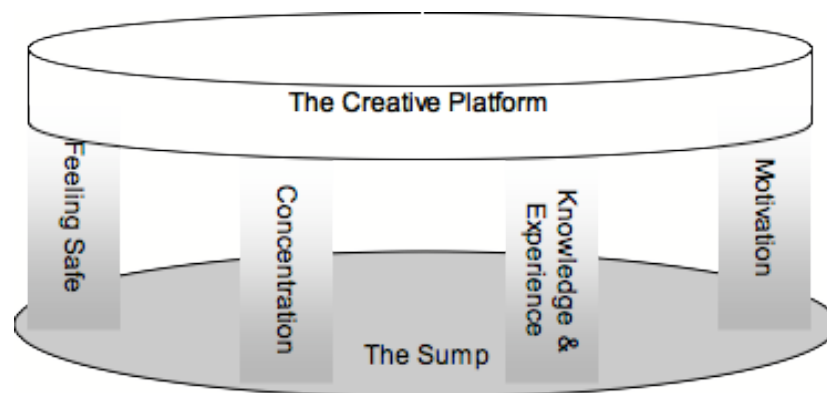 The Creative Platform
Feeling Safe
Concentration
Knowledge &
Experience
Motivation
The Sump